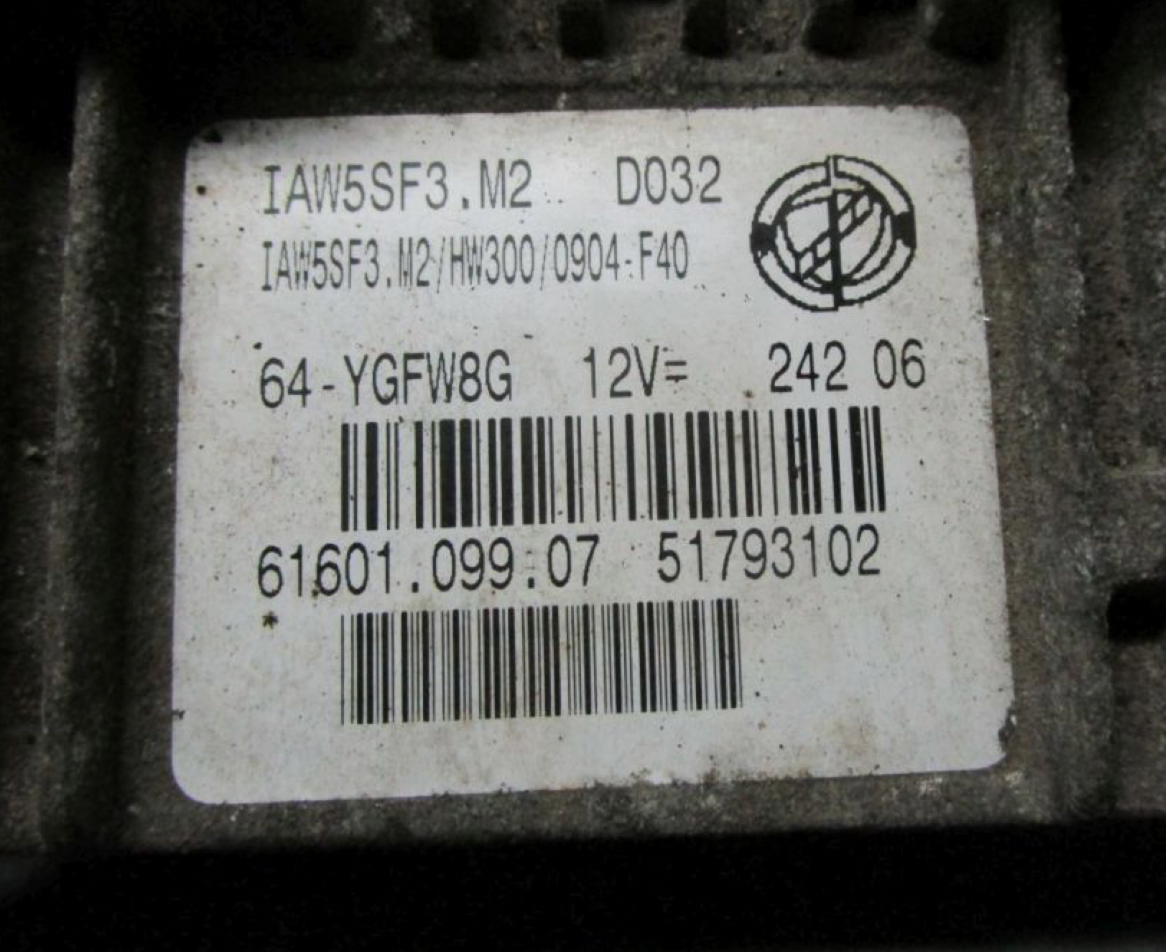 IAW5SF3.M2 D032
IAW5SF3.M2/HW300/0904-F40
64-YGFW8G 12V= 242 06
61601.099.07 51793102
*